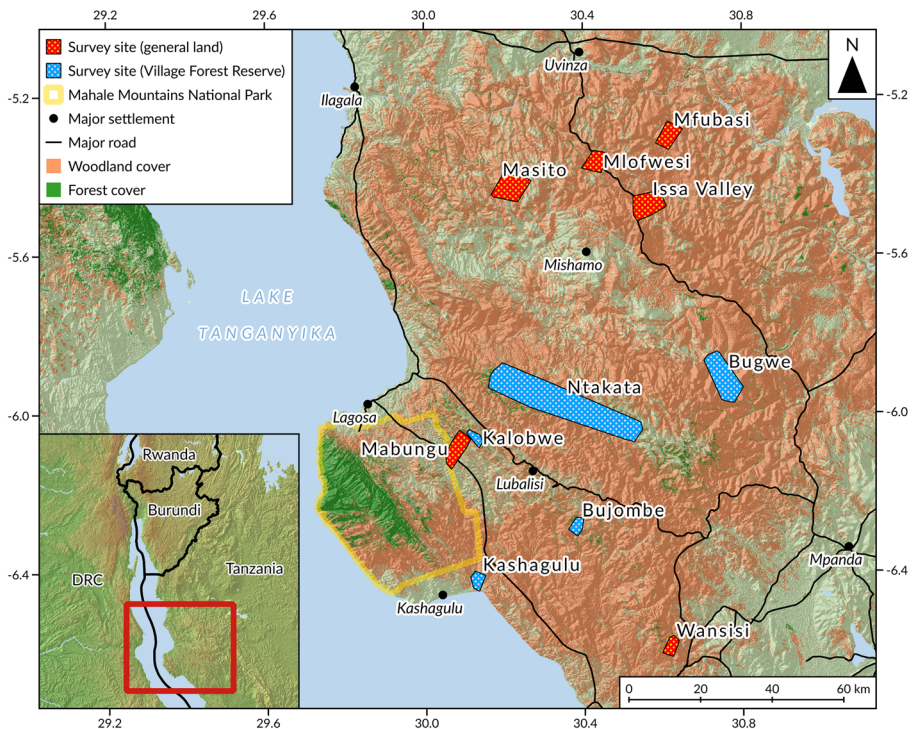 29.2 29.6 30.0 30.4 30.8
Survey site (general land)
Survey site (Village Forest Reserve)
Mahale Mountains National Park
Major settlement
Major road
Woodland cover
Forest cover
N
Uvinza
Ilagala
-5.2 -5.2
Mfubasi
Mlofwesi
Masito
Issa Valley
-5.6 -5.6
Mishamo
LAKE
TANGANYIKA
Bugwe
Ntakata
-6.0 -6.0
Lagosa
Kalobwe
Mabungu
Lubalisi
Bujombe
Mpanda
Kashagulu
-6.4 -6.4
Kashagulu
Wansisi
Rwanda
Burundi
DRC
Tanzania
0 20 40 60 km
29.2 29.6 30.0 30.4 30.8